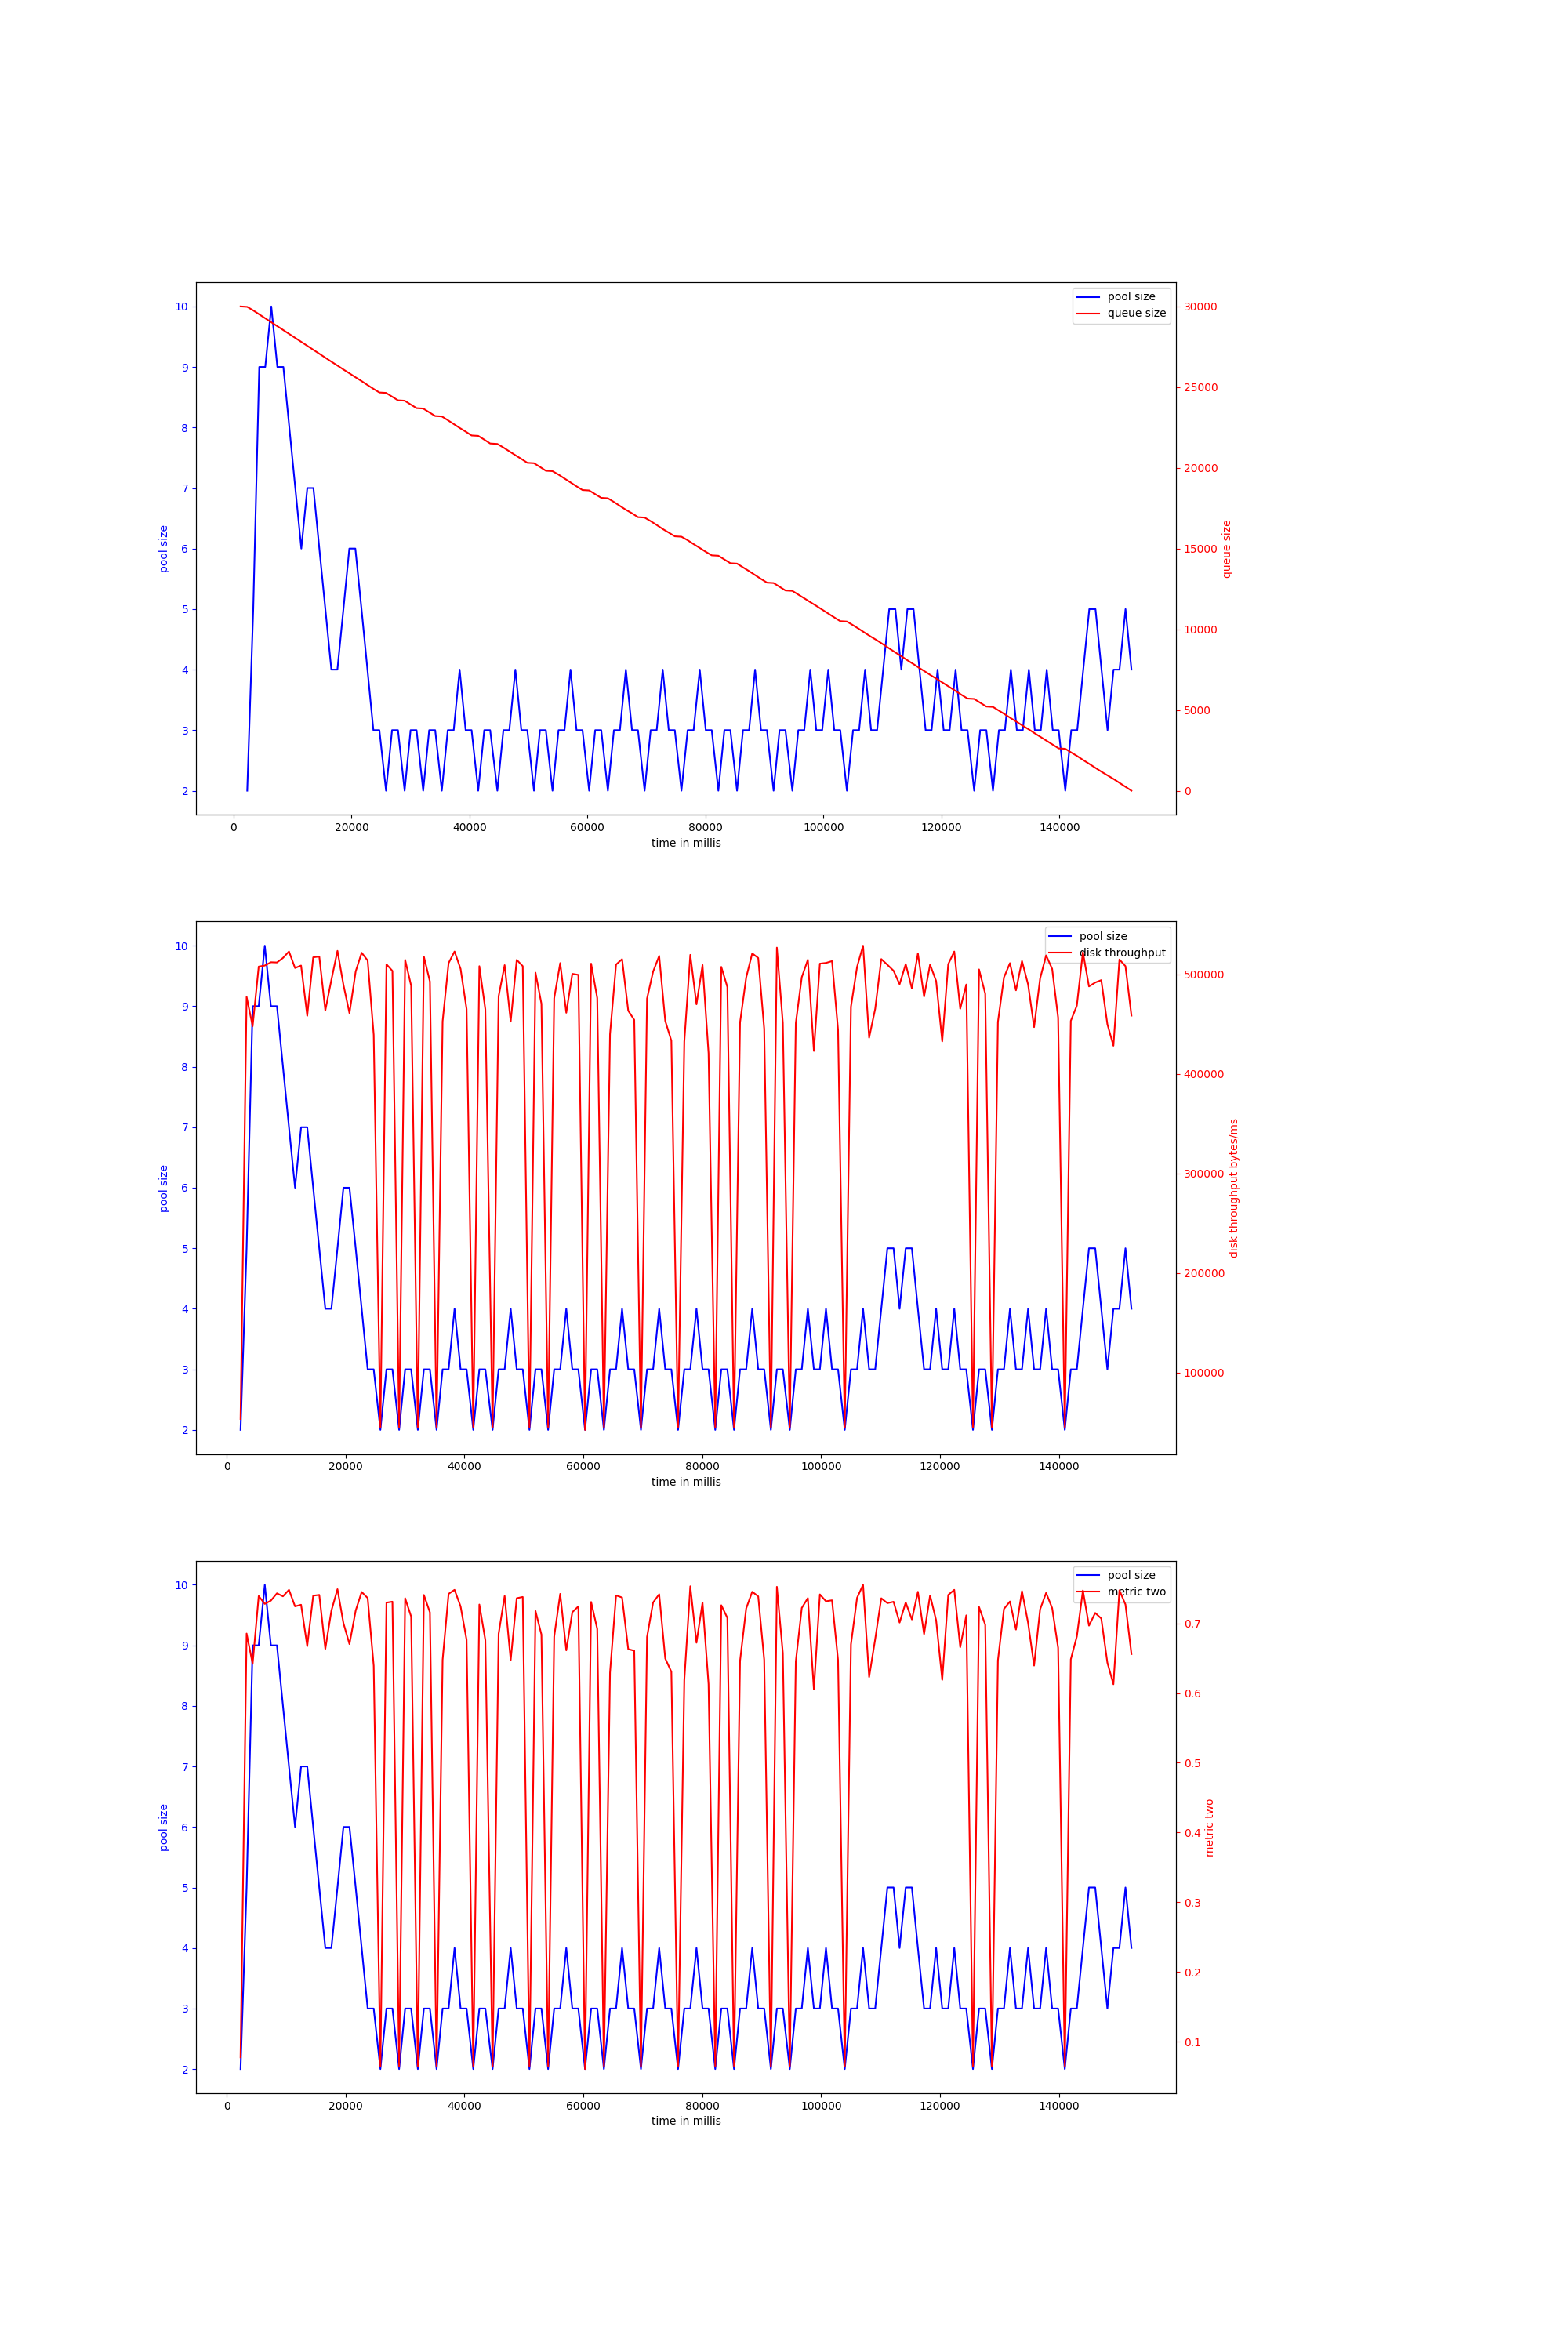 pool size
queue size
10
9
8
7
6
5
4
3
2
pool size
30000
25000
20000
15000
10000
5000
0
queue size
0 20000 40000 60000 80000 100000 120000 140000
time in millis
pool size
disk throughput
10
9
8
7
6
5
4
3
2
pool size
500000
400000
300000
200000
100000
disk throughput bytes/ms
0 20000 40000 60000 80000 100000 120000 140000
time in millis
pool size
metric two
10
9
8
7
6
5
4
3
2
pool size
0.7
0.6
0.5
0.4
0.3
0.2
0.1
metric two
0 20000 40000 60000 80000 100000 120000 140000
time in millis